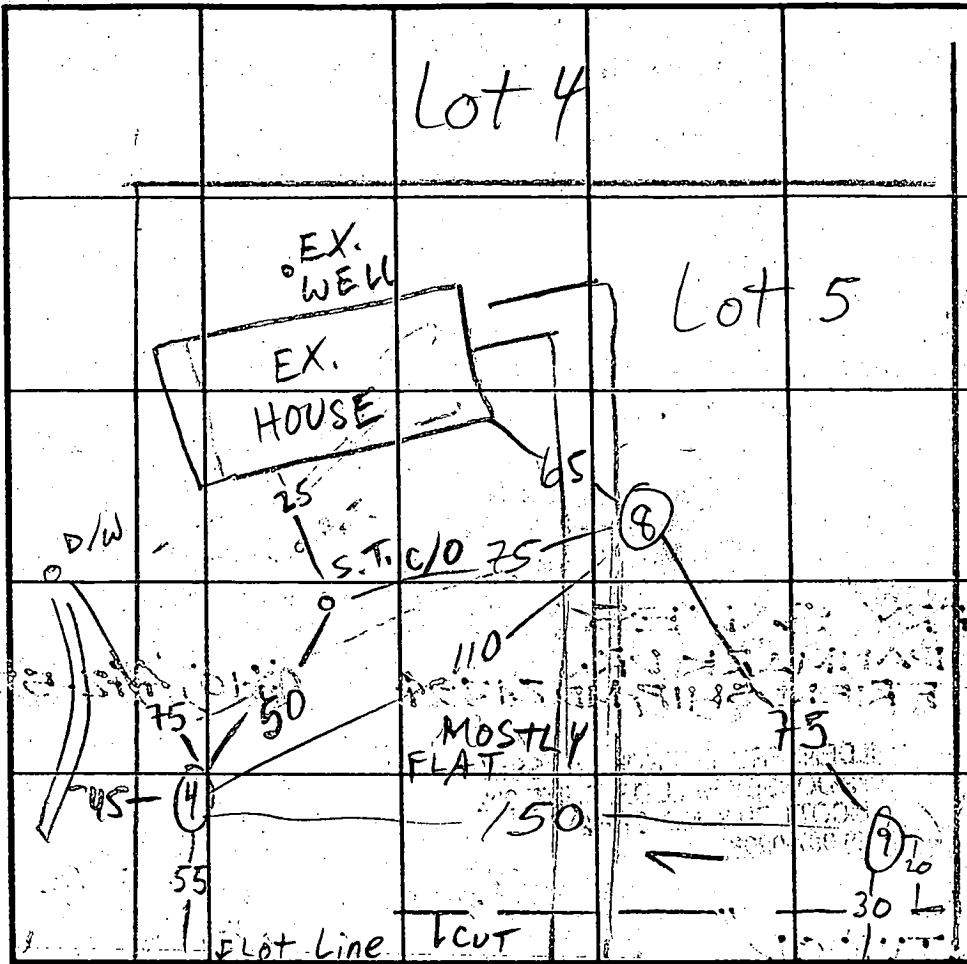 Lot 4
EX.
WELL
Lot 5
EX.
HOUSE
65
25
8
D/W
S.T. C/O 75
110
75
50
MOSTLY
FLAT
75
45
4
150
9
20
55
30
Lot Line
CUT